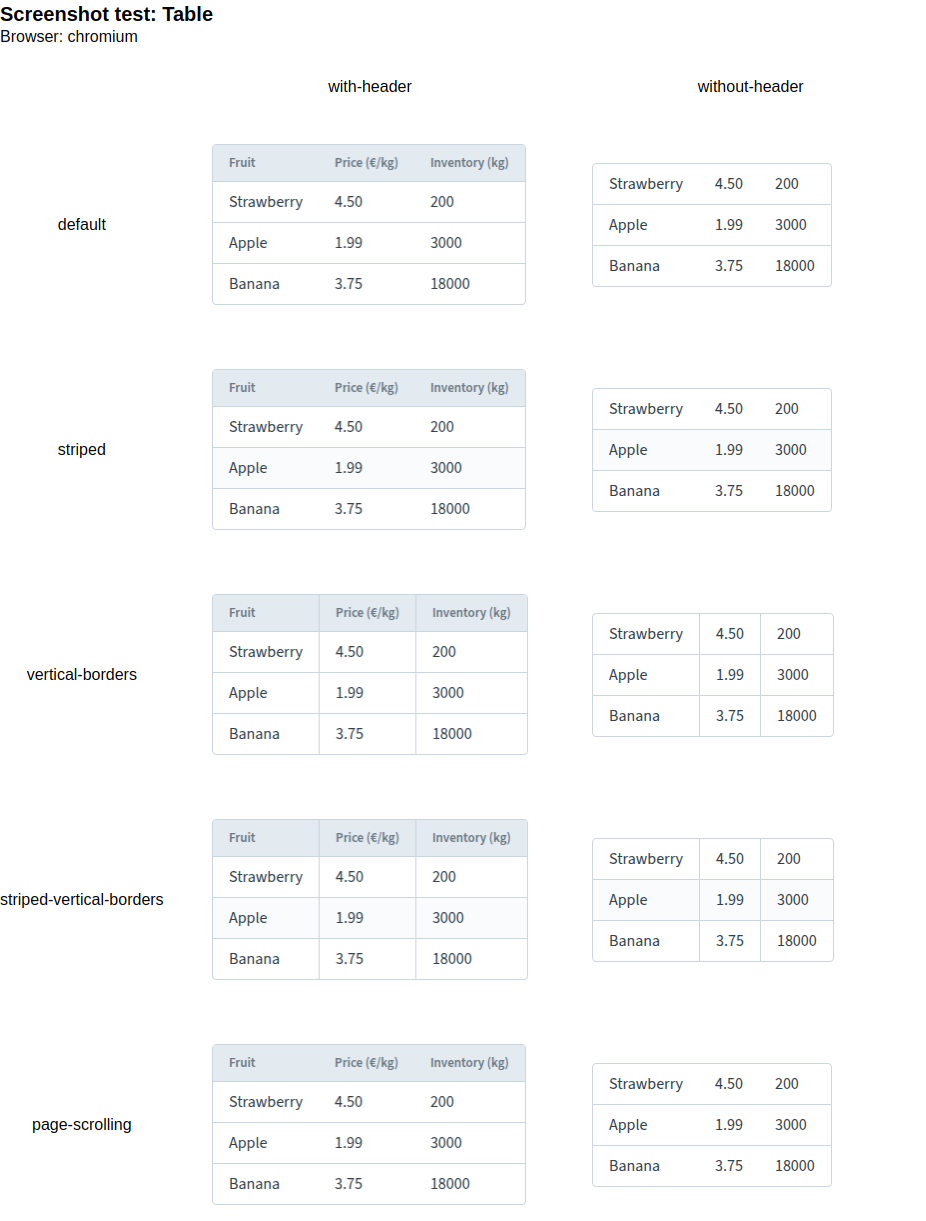 Screenshot test: Table
Browser: chromium
with-header without-header
default
Fruit Price (€/kg) Inventory (kg)
Strawberry 4.50 200
Apple 1.99 3000
Banana 3.75 18000
Strawberry 4.50 200
Apple 1.99 3000
Banana 3.75 18000
striped
Fruit Price (€/kg) Inventory (kg)
Strawberry 4.50 200
Apple 1.99 3000
Banana 3.75 18000
Strawberry 4.50 200
Apple 1.99 3000
Banana 3.75 18000
vertical-borders
Fruit Price (€/kg) Inventory (kg)
Strawberry 4.50 200
Apple 1.99 3000
Banana 3.75 18000
Strawberry 4.50 200
Apple 1.99 3000
Banana 3.75 18000
striped-vertical-borders
Fruit Price (€/kg) Inventory (kg)
Strawberry 4.50 200
Apple 1.99 3000
Banana 3.75 18000
Strawberry 4.50 200
Apple 1.99 3000
Banana 3.75 18000
page-scrolling
Fruit Price (€/kg) Inventory (kg)
Strawberry 4.50 200
Apple 1.99 3000
Banana 3.75 18000
Strawberry 4.50 200
Apple 1.99 3000
Banana 3.75 18000